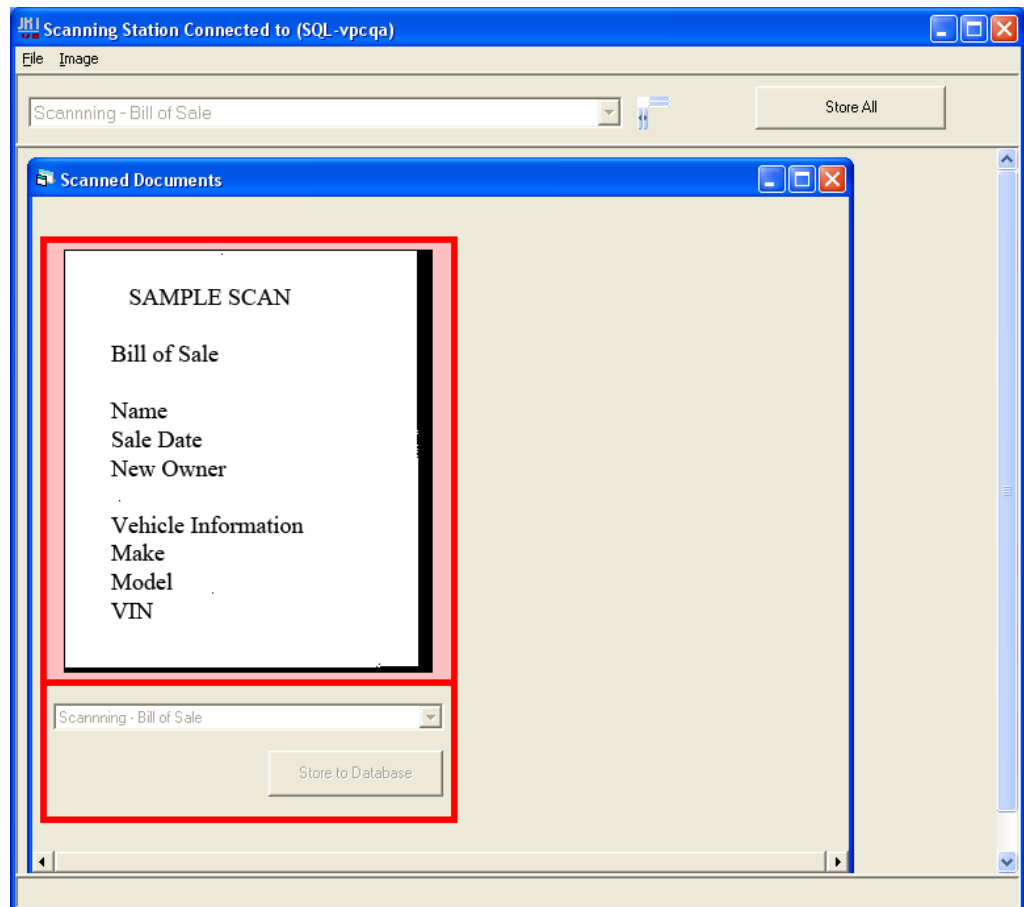 Scanning Station Connected to (SQL-vpcqa)
File Image
Scannning - Bill of Sale
Store All
Scanned Documents
SAMPLE SCAN
Bill of Sale
Name
Sale Date
New Owner
Vehicle Information
Make
Model
VIN
Scannning - Bill of Sale
Store to Database